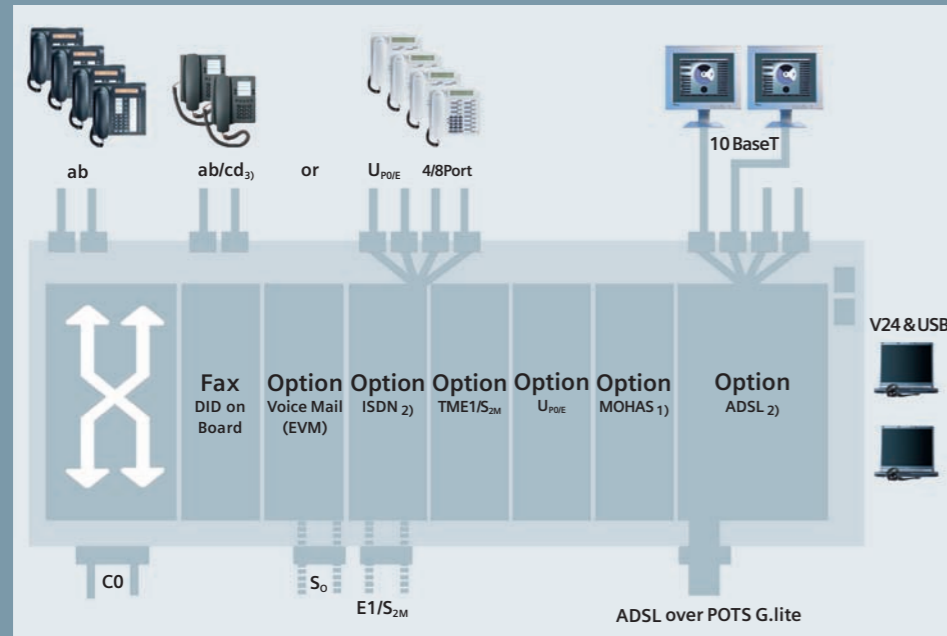 ab ab/cd3) or UP0/E 4/8Port
10 BaseT
V24 & USB
Fax
DID on
Board
Option
Voice Mail
(EVM)
Option
ISDN 2)
Option
TME1/S2M
Option
UP0/E
Option
MOHAS 1)
Option
ADSL 2)
C0
S0
E1/S2M
ADSL over POTS G.lite